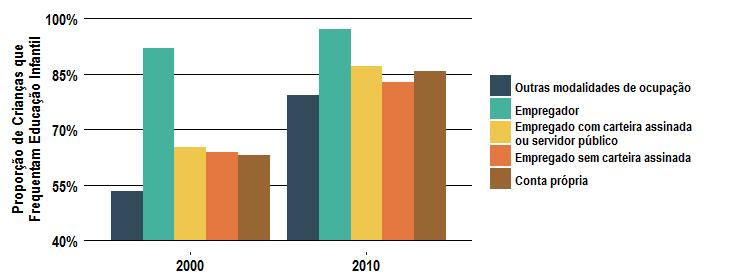 Proporção de Crianças que
Frequentam Educação Infantil
100%
85%
70%
55%
40%
2000
2010
Outras modalidades de ocupação
Empregador
Empregado com carteira assinada
ou servidor público
Empregado sem carteira assinada
Conta própria